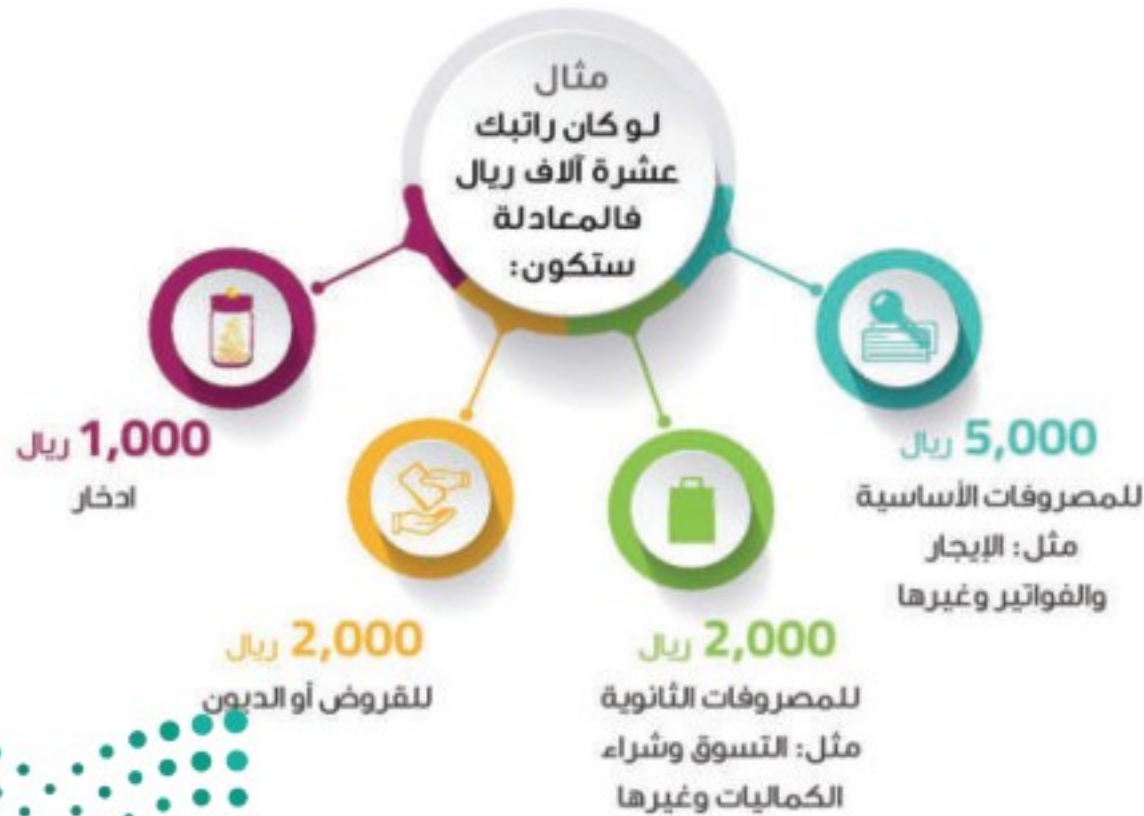 مثال
لو كان راتبك
عشرة آلاف ريال
فالمعادلة
ستكون:
5,000 ريال
للمصروفات الأساسية
مثل: الإيجار
والفواتير وغيرها
2,000 ريال
للمصروفات الثانوية
مثل: التسوق وشراء
الكماليات وغيرها
2,000 ريال
للقروض أو الديون
1,000 ريال
ادخار